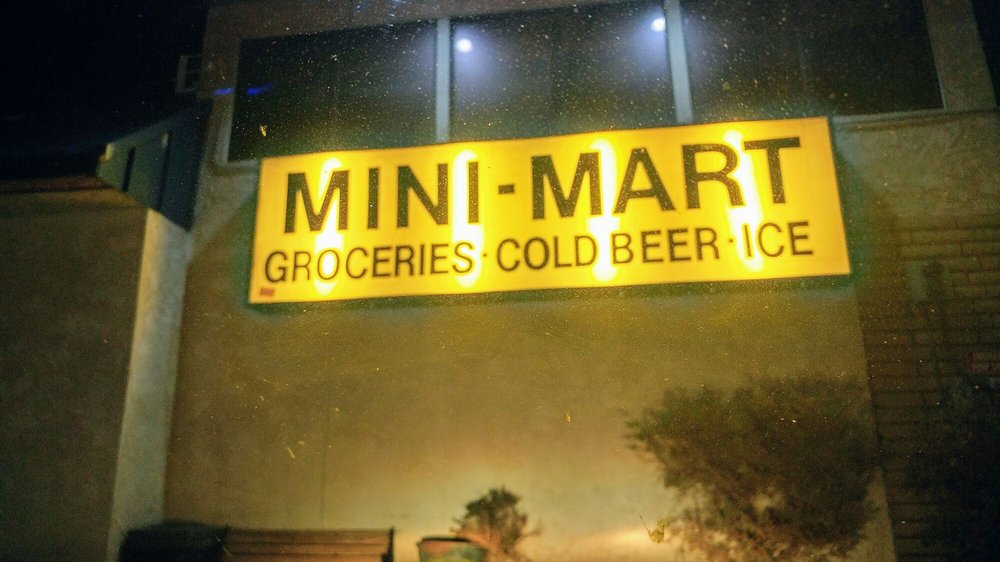 MINI-MART
GROCERIES · COLD BEER · ICE